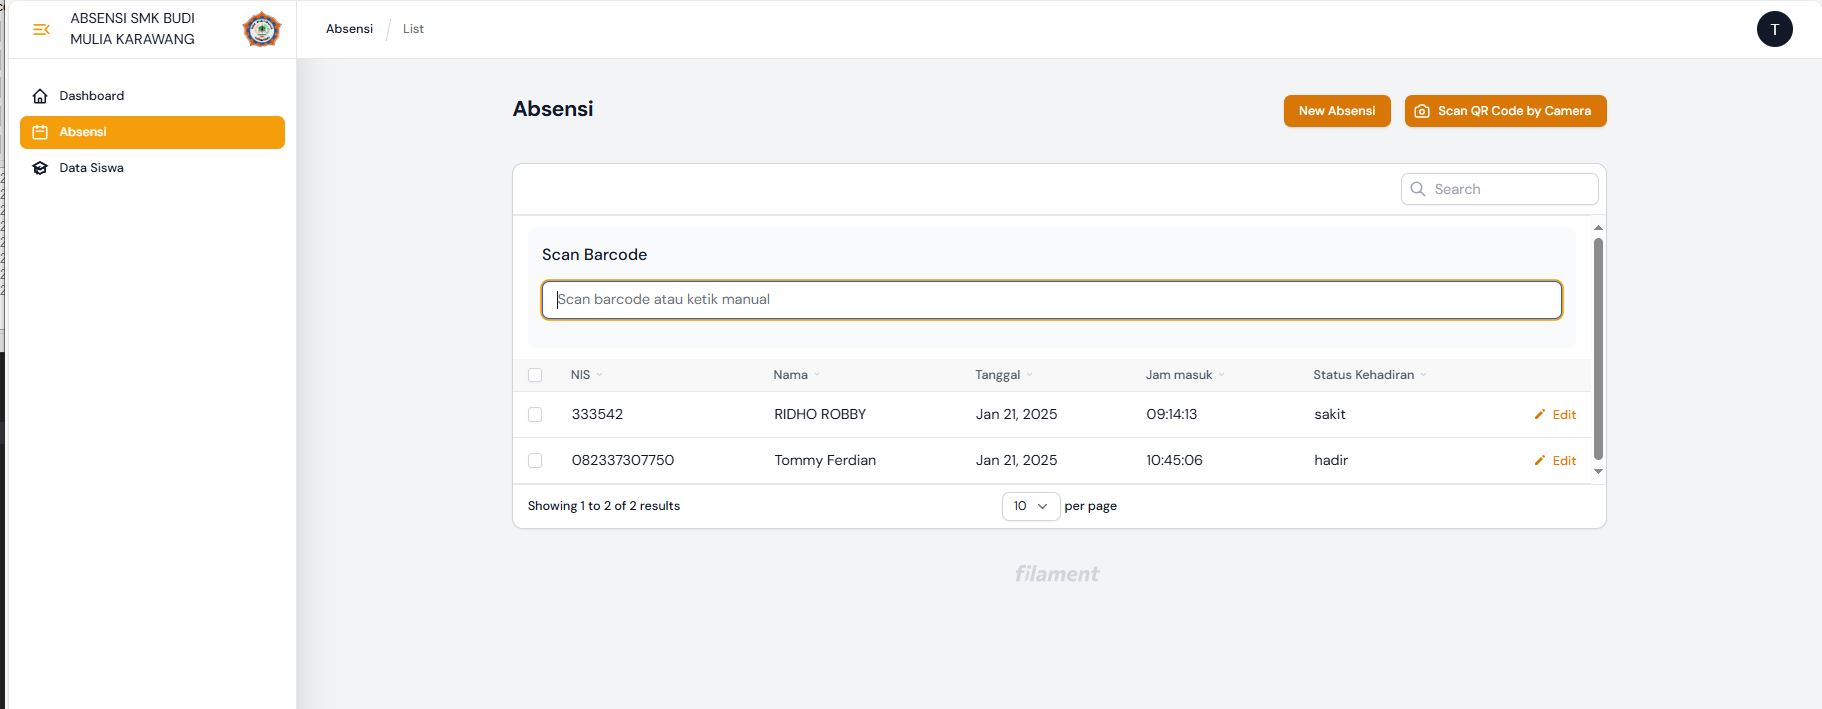 ABSENSI SMK BUDI
MULIA KARAWANG
Absensi
List
T
Dashboard
Absensi
Data Siswa
Absensi
New Absensi
Scan QR Code by Camera
Search
Scan Barcode
Scan barcode atau ketik manual
NIS Nama Tanggal Jam masuk Status Kehadiran
333542 RIDHO ROBBY Jan 21, 2025 09:14:13 sakit Edit
082337307750 Tommy Ferdian Jan 21, 2025 10:45:06 hadir Edit
Showing 1 to 2 of 2 results 10 per page
filament